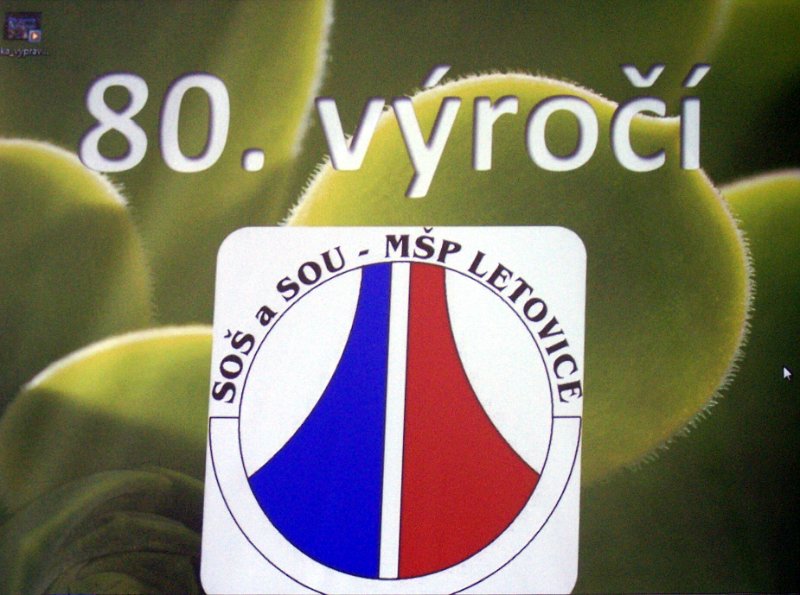 80. výročí
SOŠ a SOU - MŠP LETOVICE